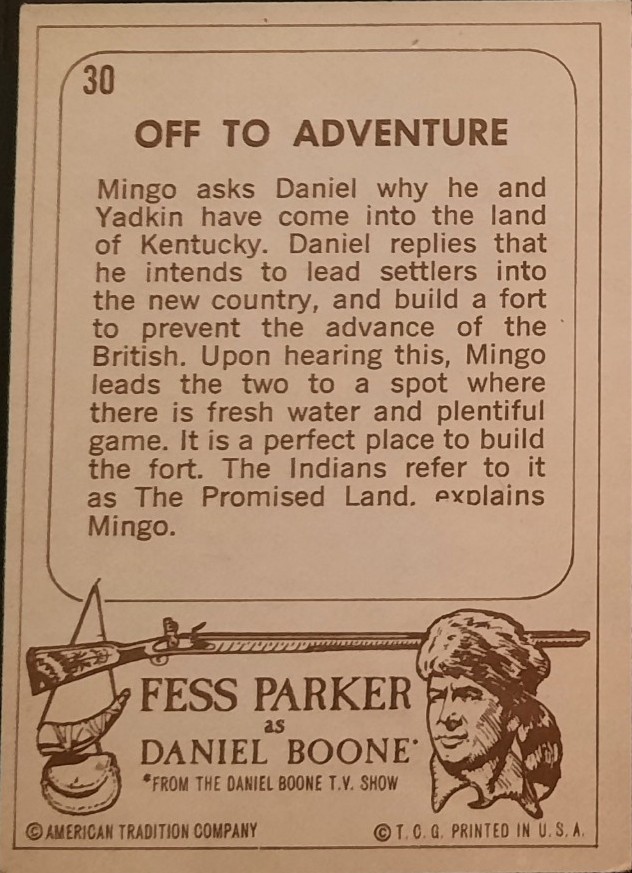 30
OFF TO ADVENTURE
Mingo asks Daniel why he and
Yadkin have come into the land
of Kentucky. Daniel replies that
he intends to lead settlers into
the new country, and build a fort
to prevent the advance of the
British. Upon hearing this, Mingo
leads the two to a spot where
there is fresh water and plentiful
game. It is a perfect place to build
the fort. The Indians refer to it
as The Promised Land. explains
Mingo.
FESS PARKER
as
DANIEL BOONE*
*FROM THE DANIEL BOONE T.V. SHOW
© AMERICAN TRADITION COMPANY
© T. C. G. PRINTED IN U. S. A.